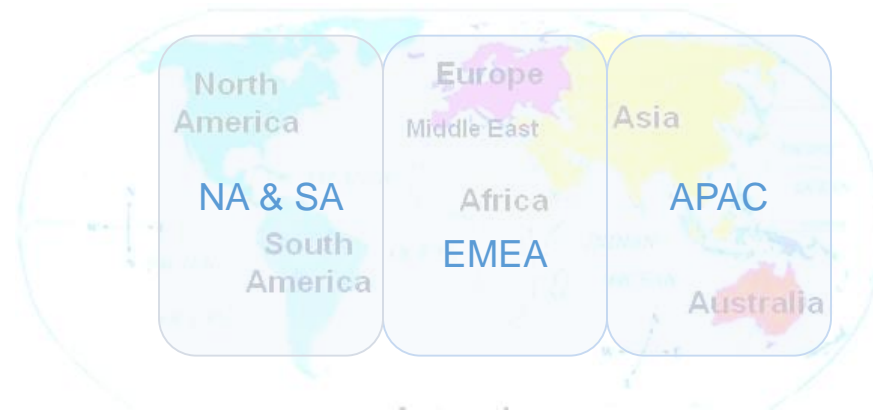 North
America
NA & SA
South
America
Europe
Middle East
Africa
EMEA
Asia
APAC
Australia